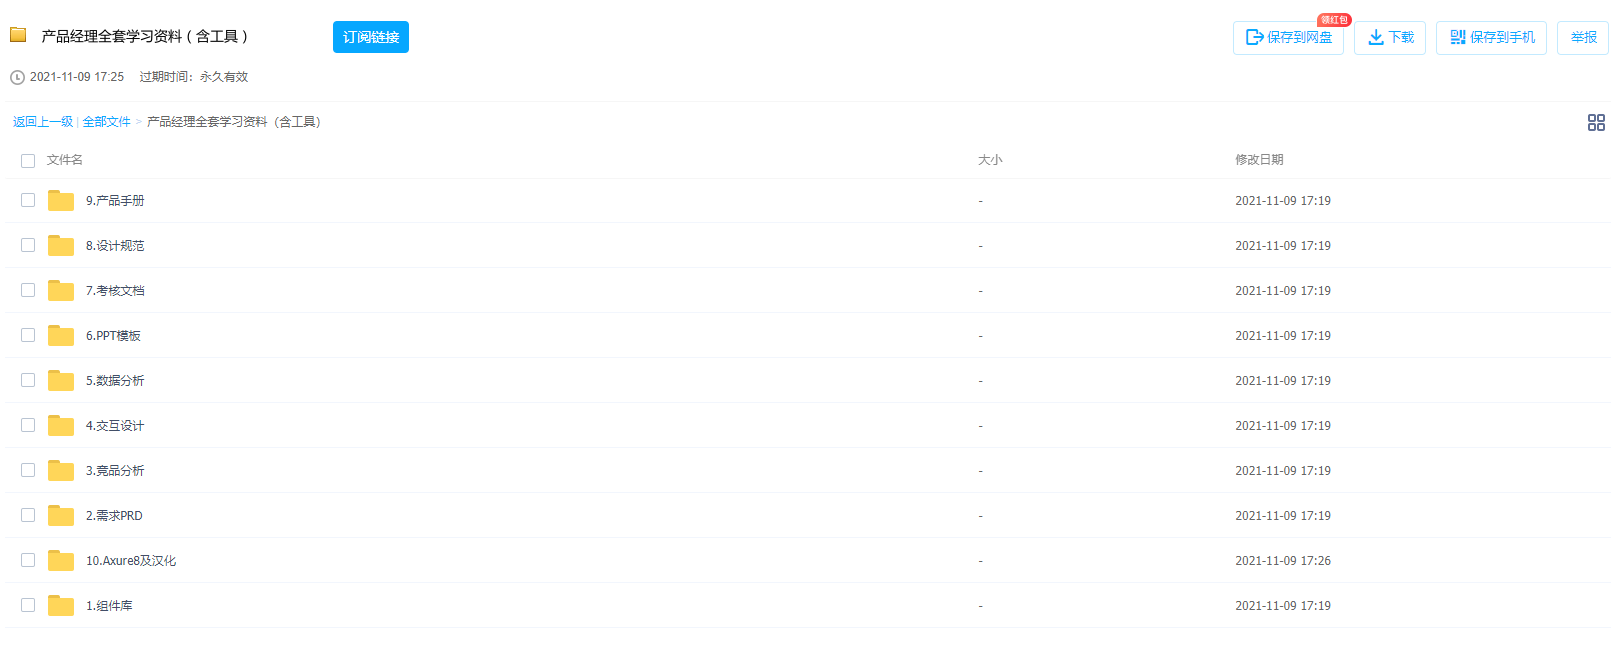 产品经理全套学习资料（含工具） 订阅链接 领红包 保存到网盘 下载 保存到手机 举报
2021-11-09 17:25 过期时间：永久有效
返回上一级 | 全部文件 > 产品经理全套学习资料（含工具）
文件名 大小 修改日期
9.产品手册 - 2021-11-09 17:19
8.设计规范 - 2021-11-09 17:19
7.考核文档 - 2021-11-09 17:19
6.PPT模板 - 2021-11-09 17:19
5.数据分析 - 2021-11-09 17:19
4.交互设计 - 2021-11-09 17:19
3.竞品分析 - 2021-11-09 17:19
2.需求PRD - 2021-11-09 17:19
10.Axure8及汉化 - 2021-11-09 17:26
1.组件库 - 2021-11-09 17:19